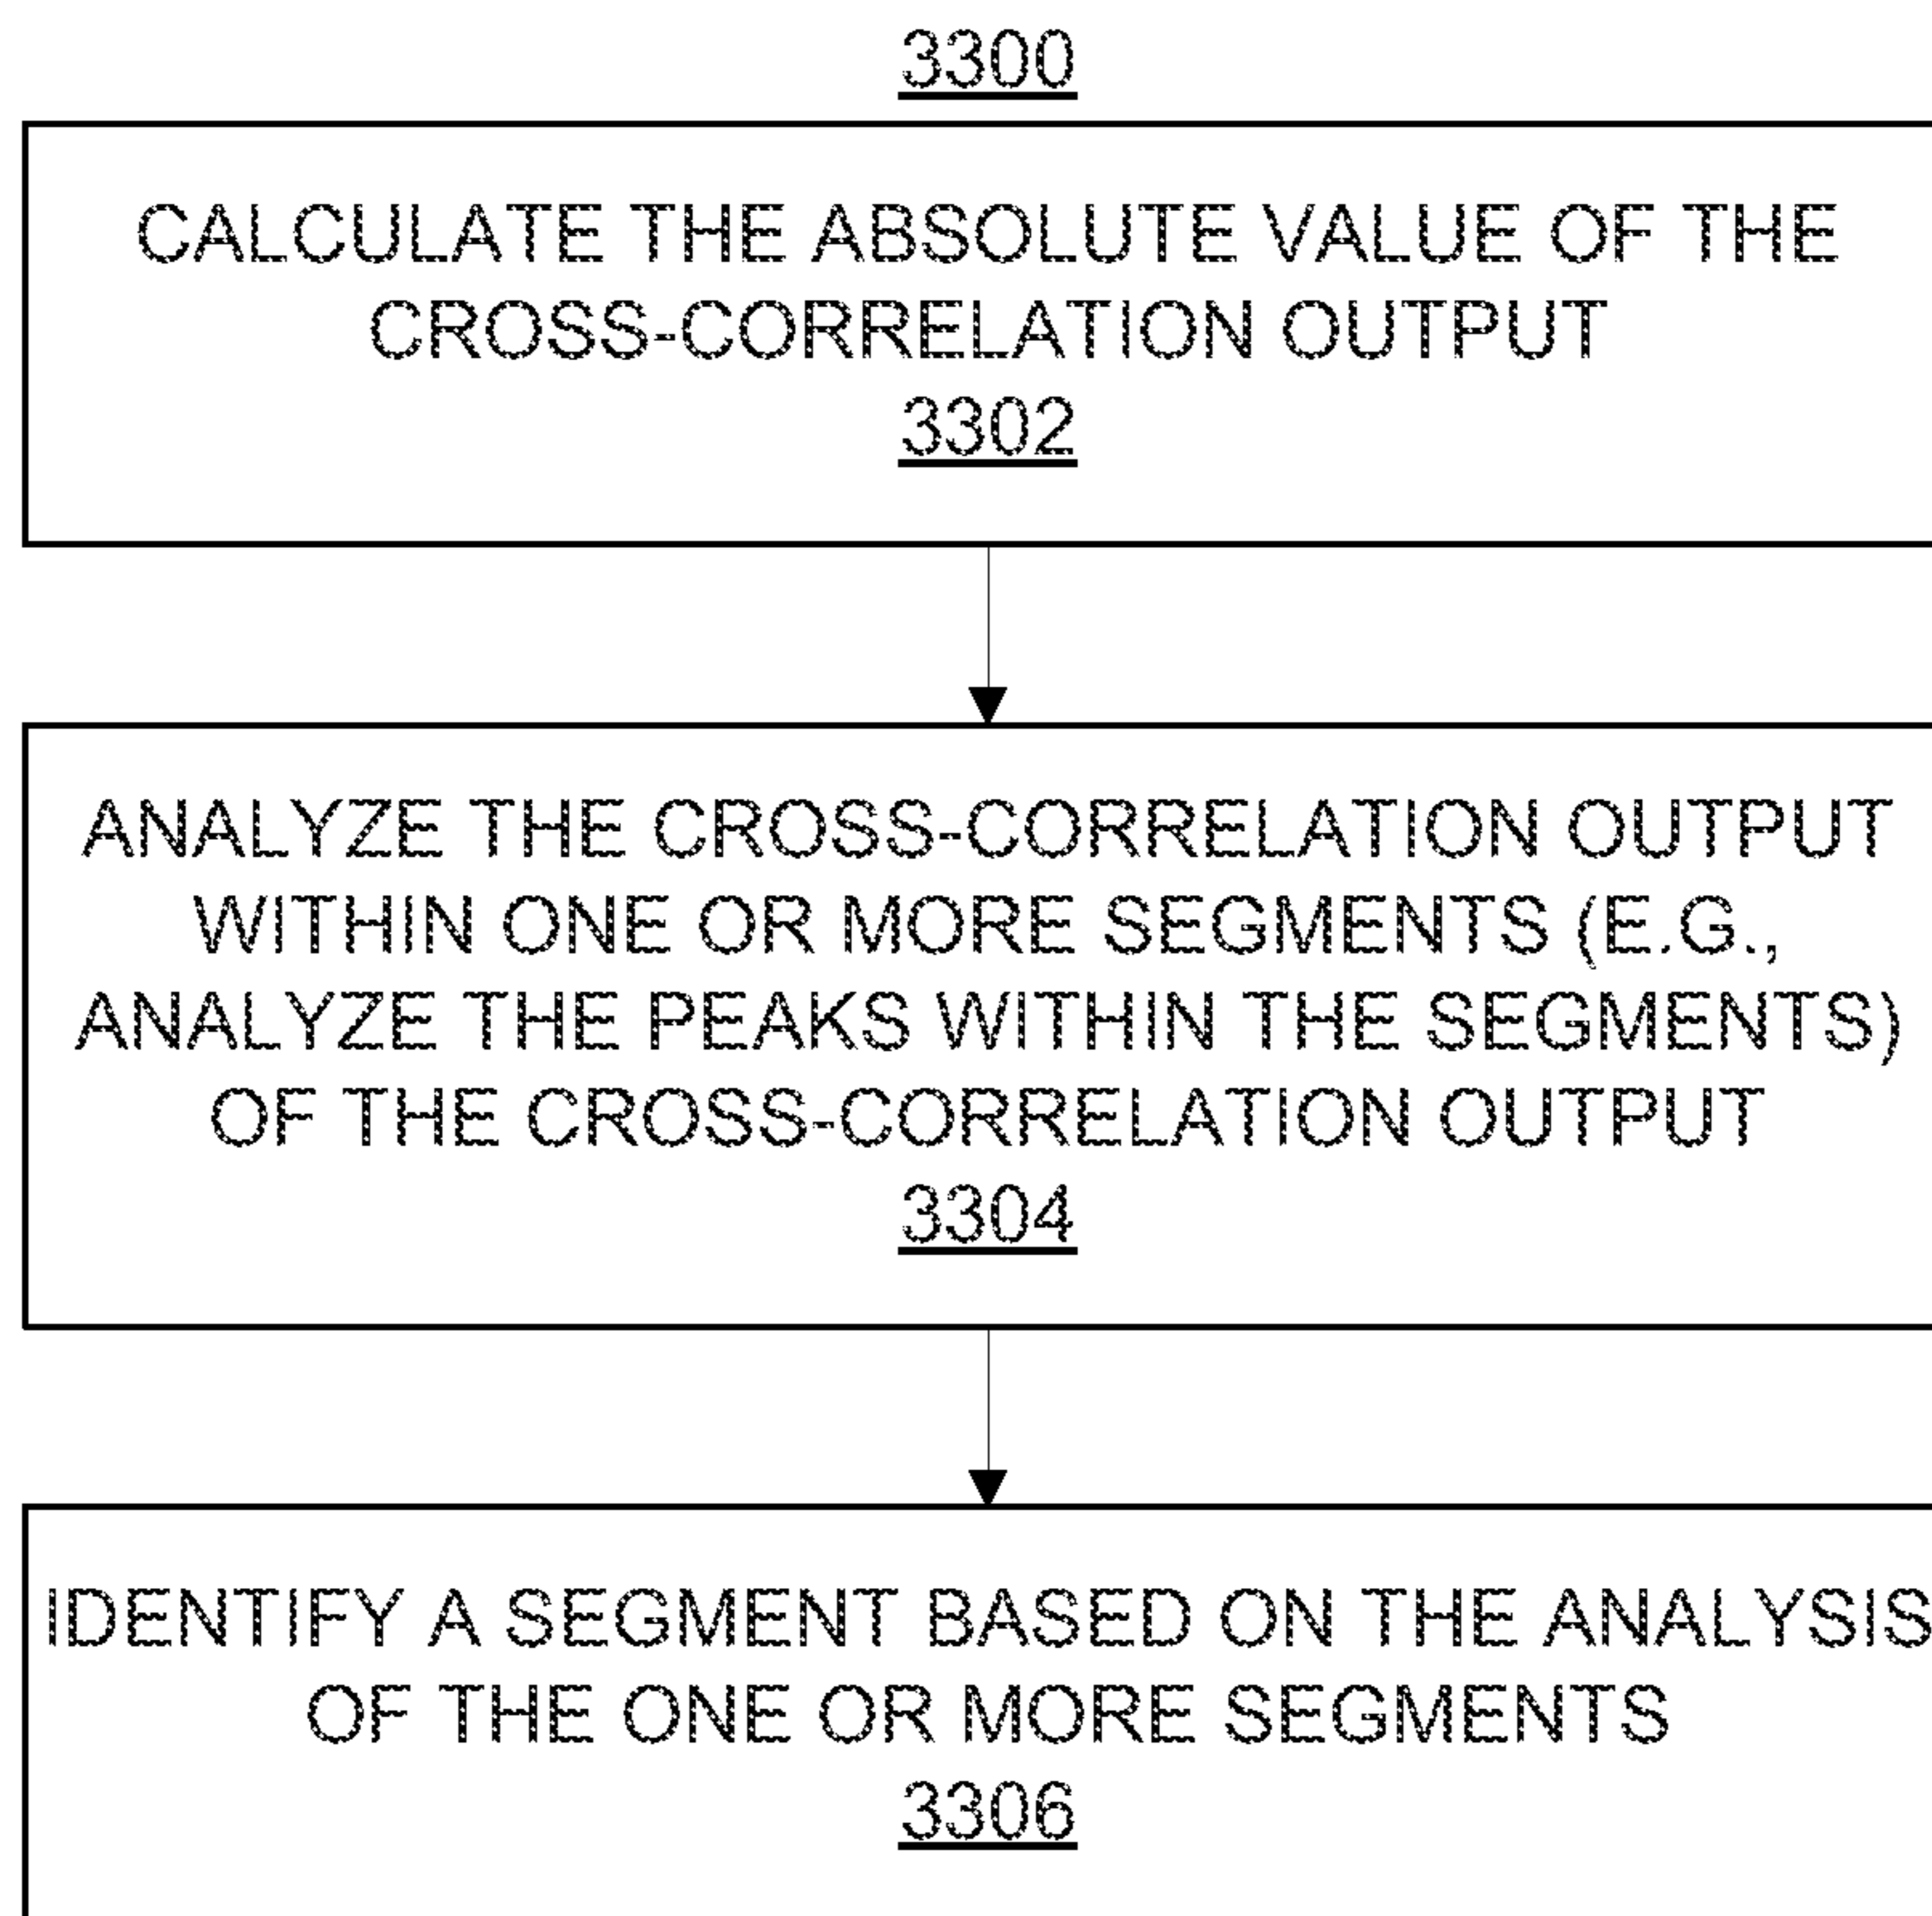 3300
CALCULATE THE ABSOLUTE VALUE OF THE
CROSS-CORRELATION OUTPUT
3302
ANALYZE THE CROSS-CORRELATION OUTPUT
WITHIN ONE OR MORE SEGMENTS (E.G.,
ANALYZE THE PEAKS WITHIN THE SEGMENTS)
OF THE CROSS-CORRELATION OUTPUT
3304
IDENTIFY A SEGMENT BASED ON THE ANALYSIS
OF THE ONE OR MORE SEGMENTS
3306